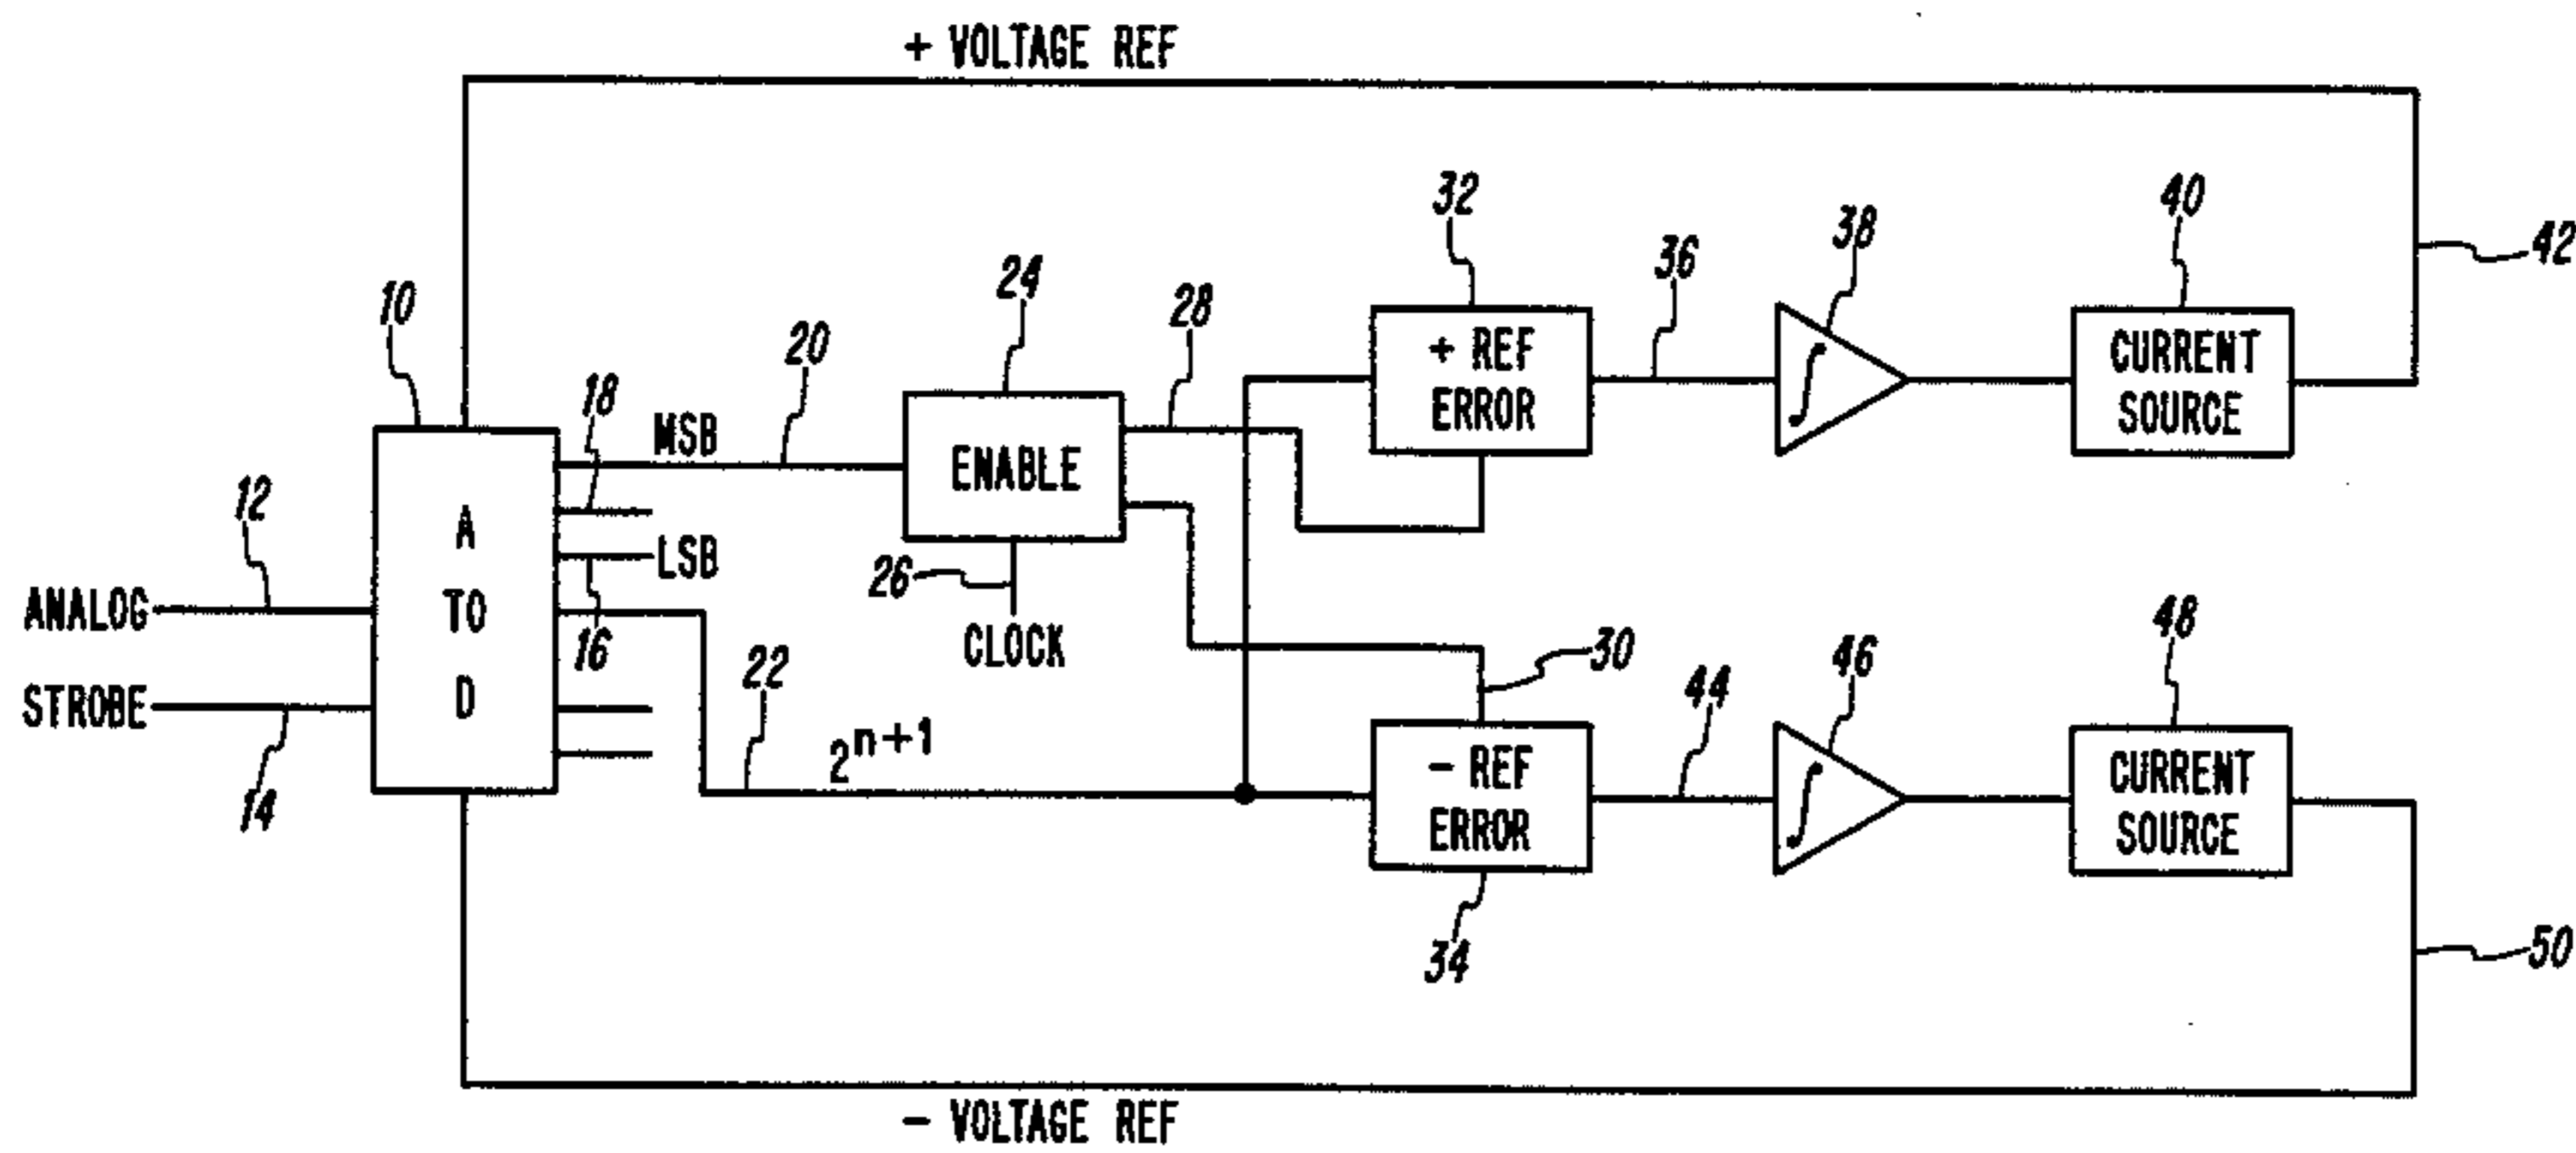 + VOLTAGE REF
32
38
40
36
42
24
28
10
20
+ REF
ERROR
CURRENT
SOURCE
18
MSB
12
ENABLE
A
LSB
26
ANALOG
TO
16
CLOCK
30
46
48
22
44
STROBE
D
14
2^{n+1}
- REF
ERROR
CURRENT
SOURCE
34
50
- VOLTAGE REF